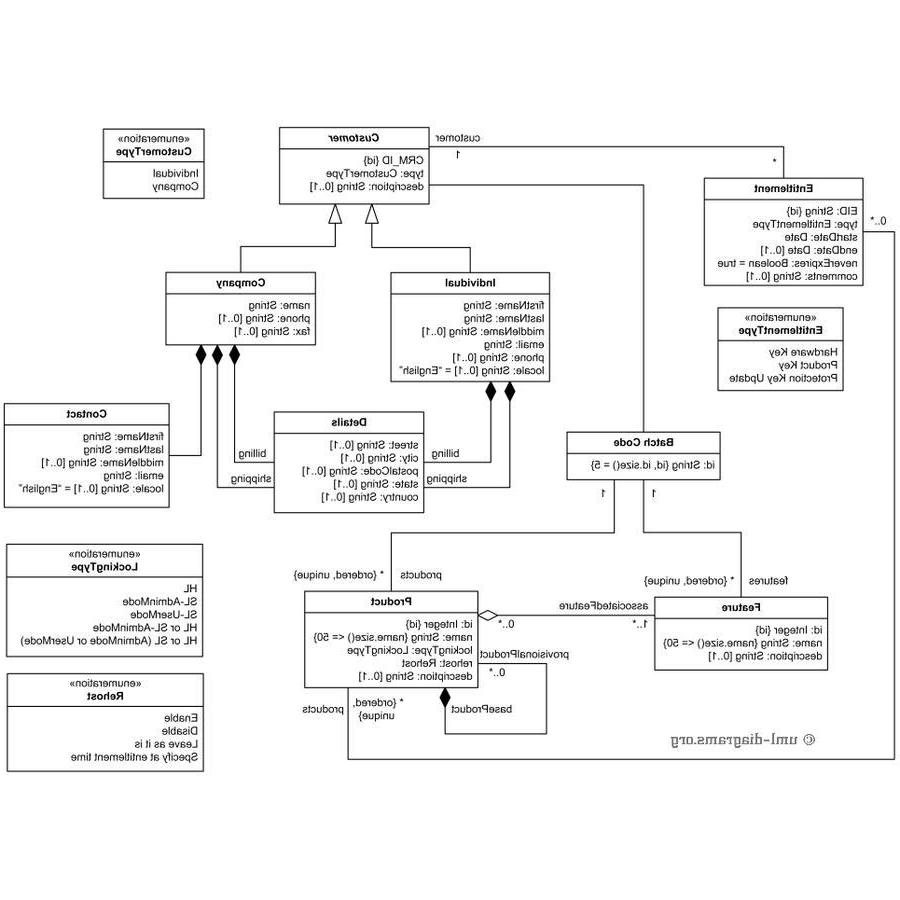 «enumeration»
CustomerType
Individual
Company
Customer
CRM_ID {id}
type: CustomerType
description: String [0..1]
customer
1
*
Entitlement
EID: String {id}
type: EntitlementType
startDate: Date
endDate: Date [0..1]
neverExpires: Boolean = true
comments: String [0..1]
0..*
Company
name: String
phone: String [0..1]
fax: String [0..1]
Individual
firstName: String
lastName: String
middleName: String [0..1]
email: String
phone: String [0..1]
locale: String [0..1] = "English"
«enumeration»
EntitlementType
Hardware Key
Product Key
Protection Key Update
Contact
firstName: String
lastName: String
middleName: String [0..1]
email: String
locale: String [0..1] = "English"
billing
shipping
Details
street: String [0..1]
city: String [0..1]
postalCode: String [0..1]
state: String [0..1]
country: String [0..1]
billing
shipping
Batch Code
id: String {id, id.size() = 5}
1
1
«enumeration»
LockingType
HL
SL-AdminMode
SL-UserMode
HL or SL-AdminMode
HL or SL (AdminMode or UserMode)
* {ordered, unique}
products
* {ordered, unique}
features
Product
id: Integer {id}
name: String {name.size() <= 50}
lockingType: LockingType
rehost: Rehost
description: String [0..1]
0..*
associatedFeature
1..*
Feature
id: Integer {id}
name: String {name.size() <= 50}
description: String [0..1]
provisionalProduct
0..*
baseProduct
«enumeration»
Rehost
Enable
Disable
Leave as it is
Specify at entitlement time
products
* {ordered,
unique}
© uml-diagrams.org